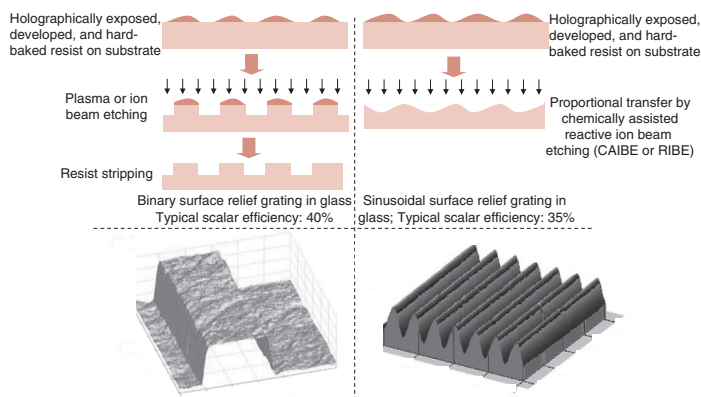 Holographically exposed,
developed, and hard-
baked resist on substrate
Plasma or ion
beam etching
Resist stripping
Binary surface relief grating in glass
Typical scalar efficiency: 40%
Holographically exposed,
developed, and hard-
baked resist on substrate
Proportional transfer by
chemically assisted
reactive ion beam
etching (CAIBE or RIBE)
Sinusoidal surface relief grating in
glass; Typical scalar efficiency: 35%